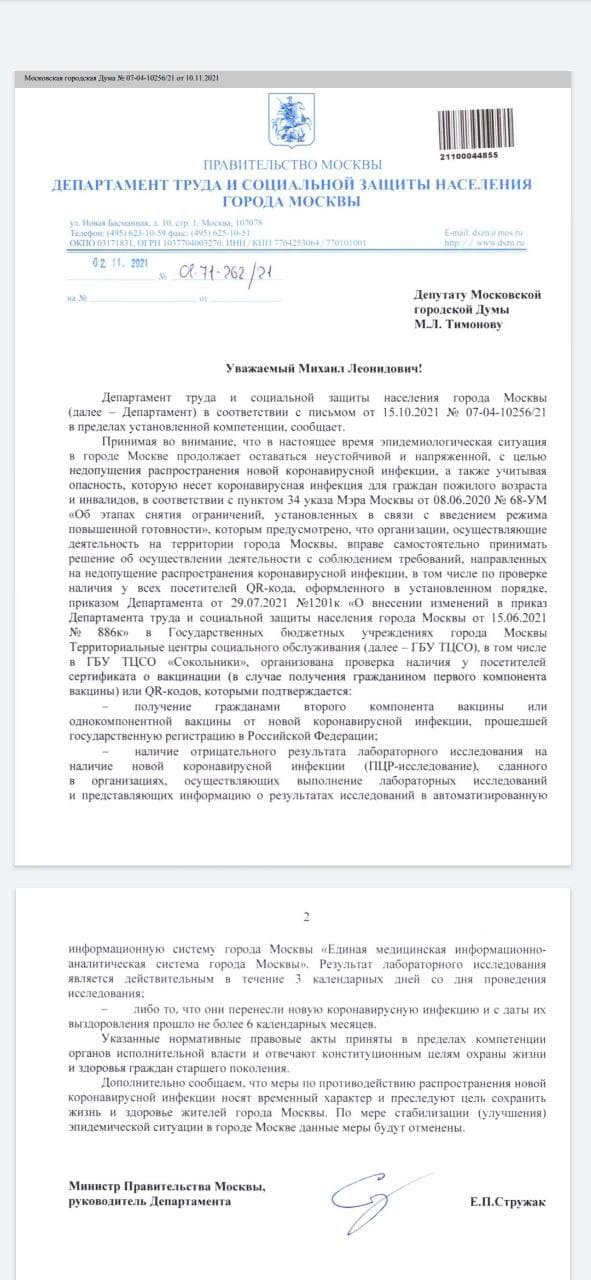 Московская городская Дума № 07-04-10256/21 от 10.11.2021
21100044855
ПРАВИТЕЛЬСТВО МОСКВЫ
ДЕПАРТАМЕНТ ТРУДА И СОЦИАЛЬНОЙ ЗАЩИТЫ НАСЕЛЕНИЯ
ГОРОДА МОСКВЫ
ул. Новая Басманная, д. 10, стр. 1, Москва, 107078
Телефон: (495) 623-10-59 факс: (495) 625-10-51
ОКПО 03171831, ОГРН 1037704003270, ИНН / КПП 7704253064 / 770101001
E-mail: dszn@mos.ru
http: / / www dszn.ru
02 11. 2021
№ 01-71-262/21
на № от
Депутату Московской
городской Думы
М.Л. Тимонову
Уважаемый Михаил Леонидович!
Департамент труда и социальной защиты населения города Москвы
(далее – Департамент) в соответствии с письмом от 15.10.2021 № 07-04-10256/21
в пределах установленной компетенции, сообщает.
Принимая во внимание, что в настоящее время эпидемиологическая ситуация
в городе Москве продолжает оставаться неустойчивой и напряженной, с целью
недопущения распространения новой коронавирусной инфекции, а также учитывая
опасность, которую несет коронавирусная инфекция для граждан пожилого возраста
и инвалидов, в соответствии с пунктом 34 указа Мэра Москвы от 08.06.2020 № 68-УМ
«Об этапах снятия ограничений, установленных в связи с введением режима
повышенной готовности», которым предусмотрено, что организации, осуществляющие
деятельность на территории города Москвы, вправе самостоятельно принимать
решение об осуществлении деятельности с соблюдением требований, направленных
на недопущение распространения коронавирусной инфекции, в том числе по проверке
наличия у всех посетителей QR-кода, оформленного в установленном порядке,
приказом Департамента от 29.07.2021 №1201к «О внесении изменений в приказ
Департамента труда и социальной защиты населения города Москвы от 15.06.2021
№ 886к» в Государственных бюджетных учреждениях города Москвы
Территориальные центры социального обслуживания (далее – ГБУ ТЦСО), в том числе
в ГБУ ТЦСО «Сокольники», организована проверка наличия у посетителей
сертификата о вакцинации (в случае получения гражданином первого компонента
вакцины) или QR-кодов, которыми подтверждается:
– получение гражданами второго компонента вакцины или
однокомпонентной вакцины от новой коронавирусной инфекции, прошедшей
государственную регистрацию в Российской Федерации;
– наличие отрицательного результата лабораторного исследования на
наличие новой коронавирусной инфекции (ПЦР-исследование), сданного
в организациях, осуществляющих выполнение лабораторных исследований
и представляющих информацию о результатах исследований в автоматизированную
2
информационную систему города Москвы «Единая медицинская информационно-
аналитическая система города Москвы». Результат лабораторного исследования
является действительным в течение 3 календарных дней со дня проведения
исследования;
– либо то, что они перенесли новую коронавирусную инфекцию и с даты их
выздоровления прошло не более 6 календарных месяцев.
Указанные нормативные правовые акты приняты в пределах компетенции
органов исполнительной власти и отвечают конституционным целям охраны жизни
и здоровья граждан старшего поколения.
Дополнительно сообщаем, что меры по противодействию распространения новой
коронавирусной инфекции носят временный характер и преследуют цель сохранить
жизнь и здоровье жителей города Москвы. По мере стабилизации (улучшения)
эпидемической ситуации в городе Москве данные меры будут отменены.
Министр Правительства Москвы,
руководитель Департамента
Е.П.Стружак